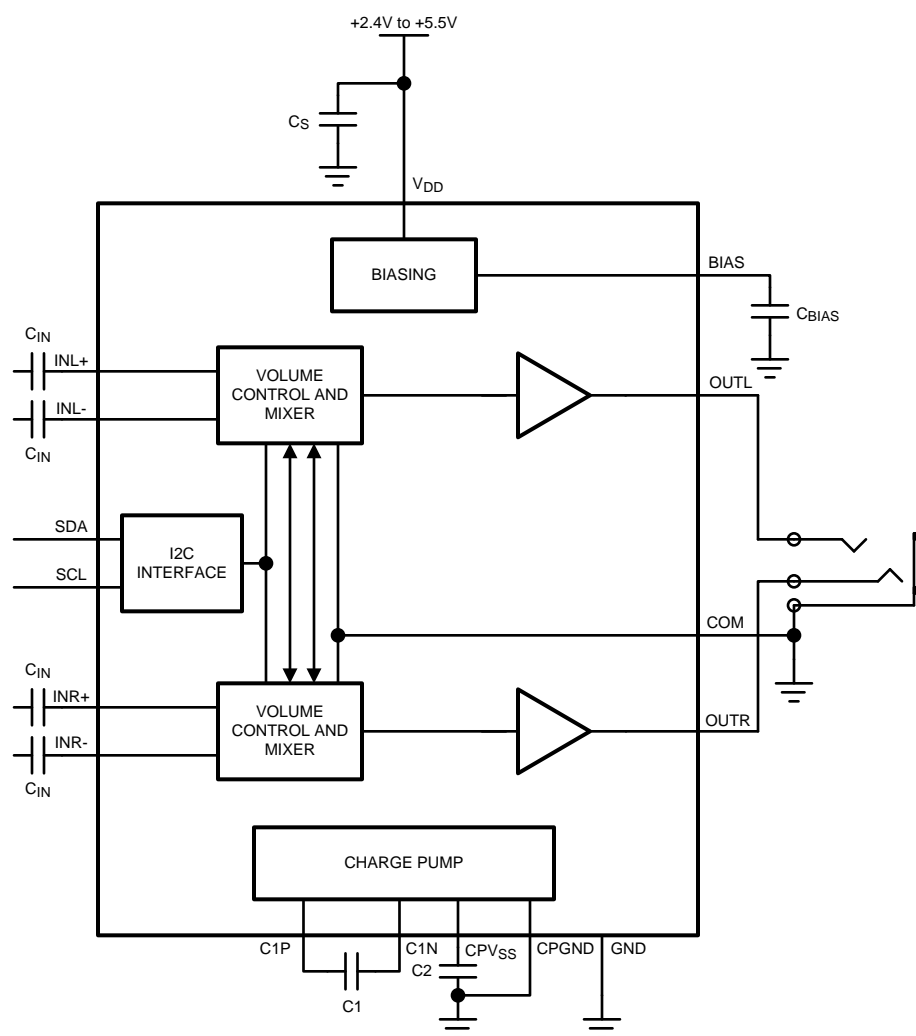 +2.4V to +5.5V
CS
VDD
BIASING
BIAS
CBIAS
CIN
INL+
INL-
CIN
VOLUME
CONTROL AND
MIXER
OUTL
SDA
SCL
I2C
INTERFACE
COM
CIN
INR+
INR-
CIN
VOLUME
CONTROL AND
MIXER
OUTR
CHARGE PUMP
C1P
C1N
CPVSS
CPGND
GND
C1
C2